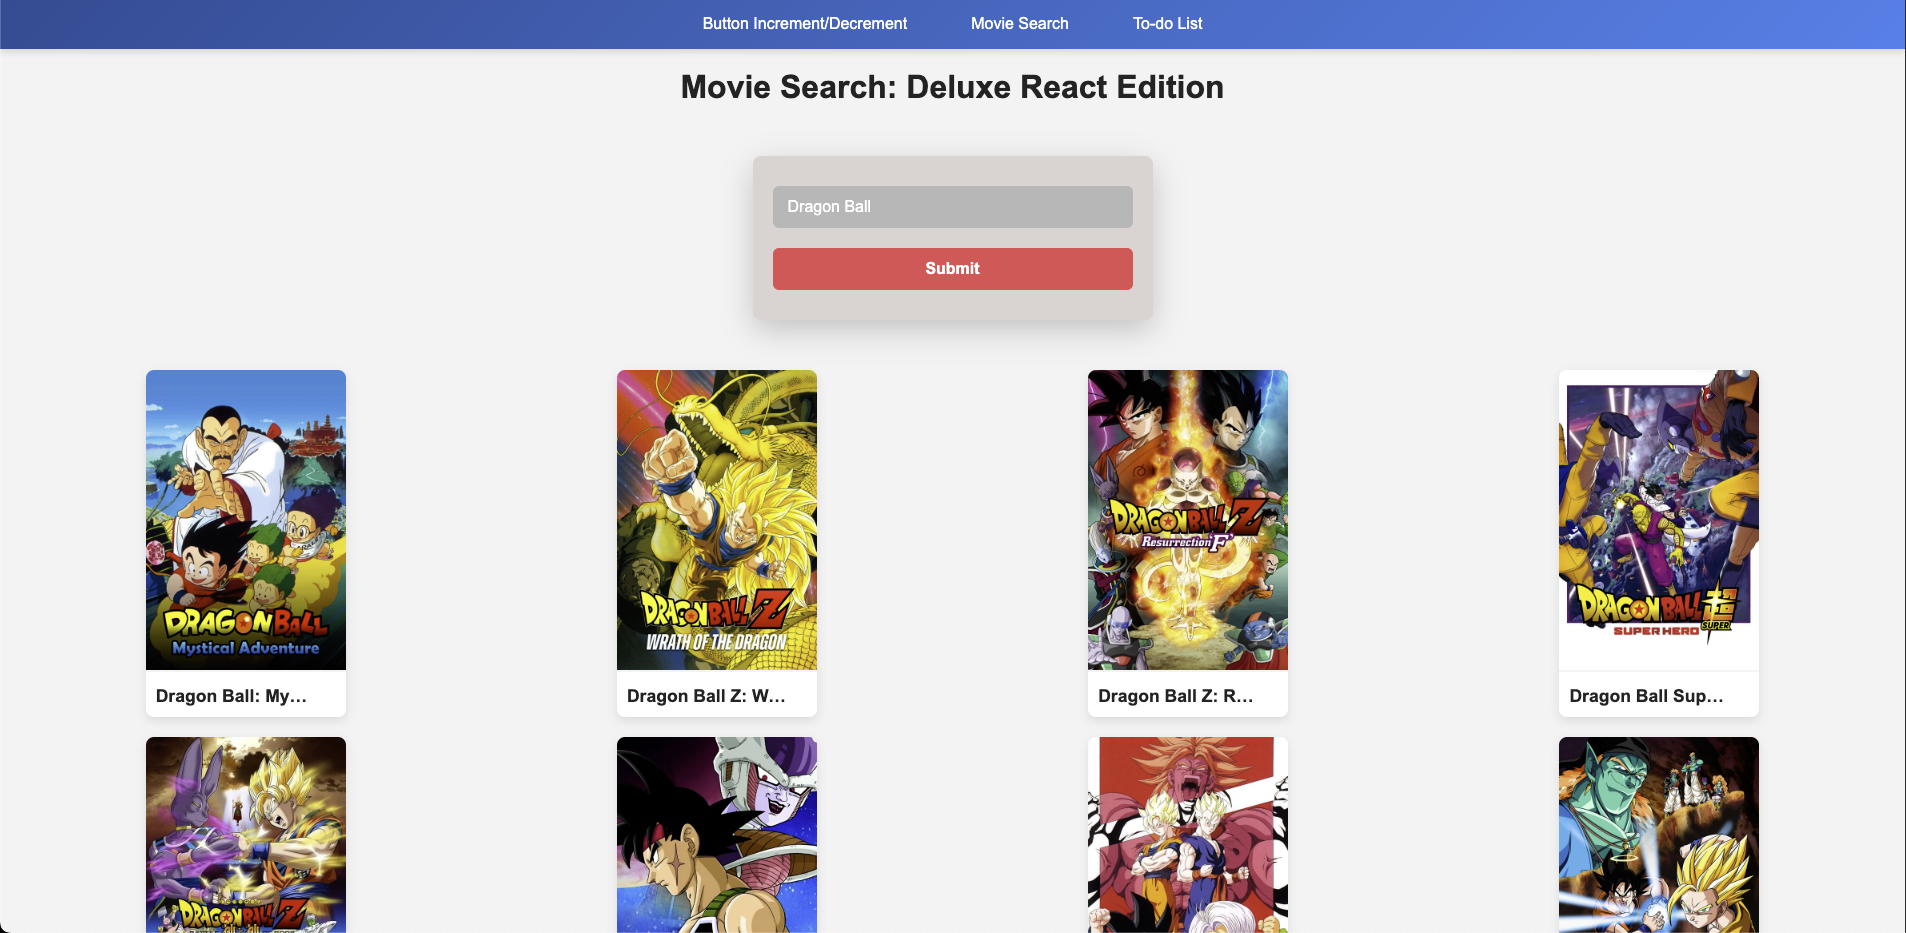 Button Increment/Decrement
Movie Search
To-do List
Movie Search: Deluxe React Edition
Dragon Ball
Submit
DRAGON BALL
Mystical Adventure
DRAGON BALL Z
WRATH OF THE DRAGON
DRAGON BALL Z
Resurrection 'F'
DRAGON BALL 超
SUPER
SUPER HERO
Dragon Ball: My...
Dragon Ball Z: W...
Dragon Ball Z: R...
Dragon Ball Sup...
DRAGON BALL Z